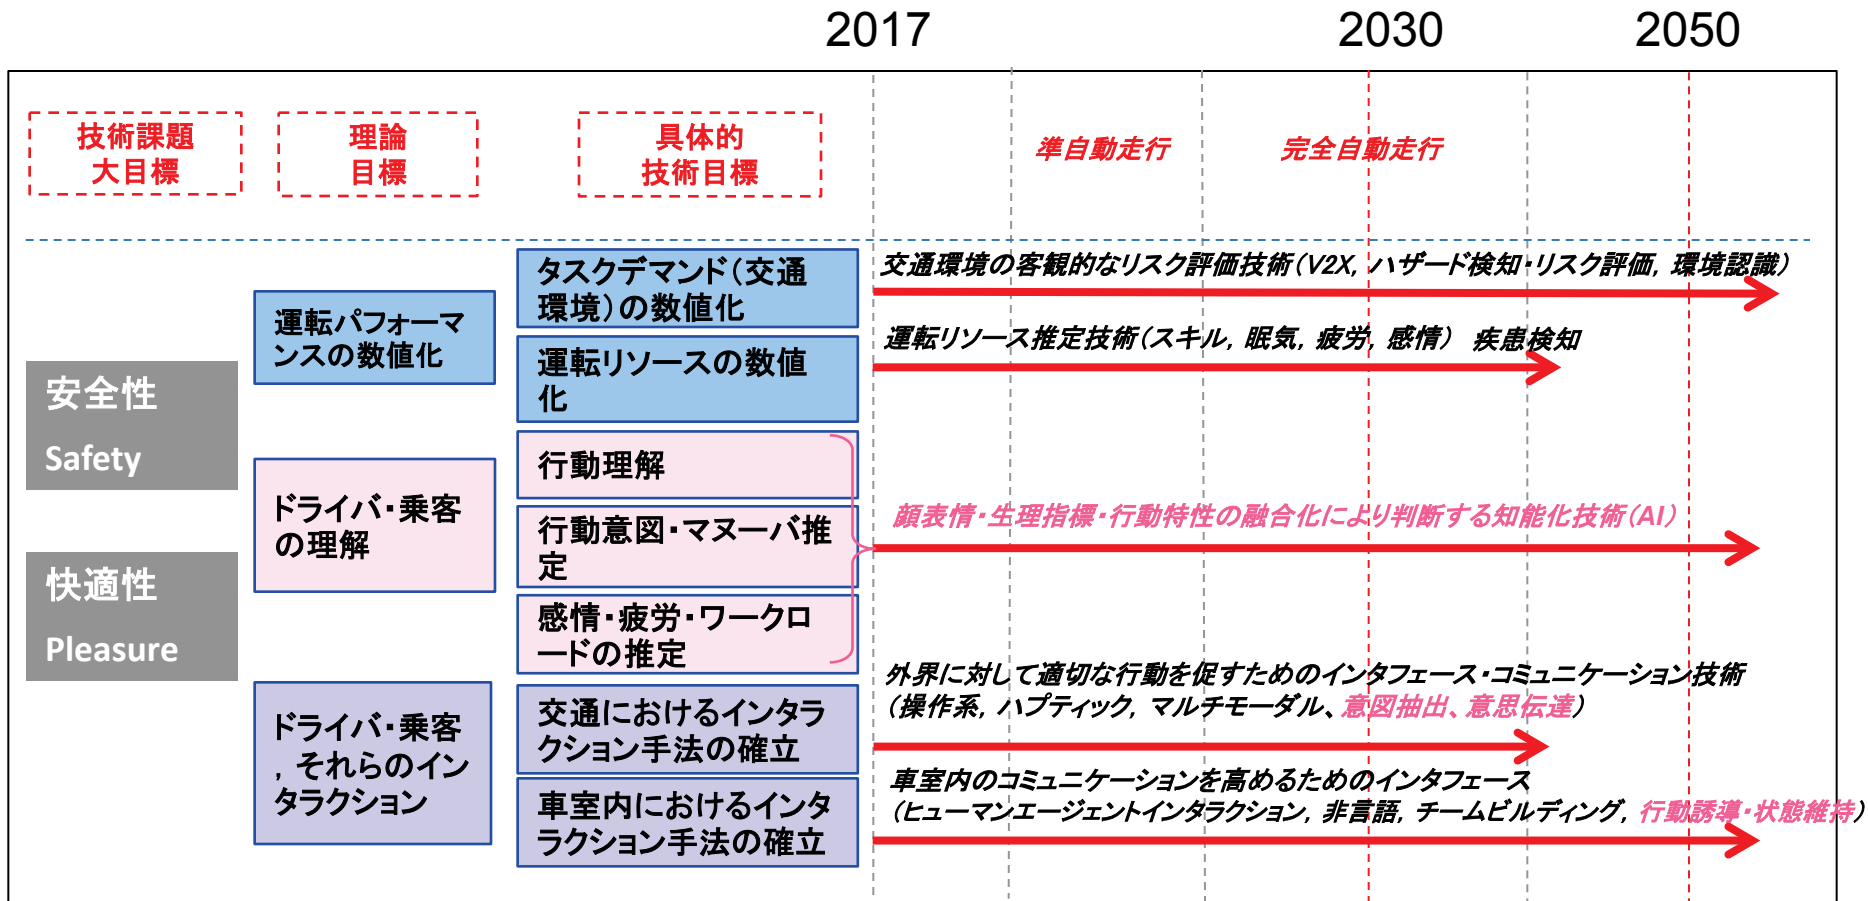 2017
2030
2050
技術課題
大目標
理論
目標
具体的
技術目標
準自動走行
完全自動走行
安全性
Safety
快適性
Pleasure
運転パフォーマ
ンスの数値化
ドライバ・乗客
の理解
ドライバ・乗客
，それらのイン
タラクション
タスクデマンド（交通
環境）の数値化
運転リソースの数値
化
行動理解
行動意図・マヌーバ推
定
感情・疲労・ワークロ
ードの推定
交通におけるインタラ
クション手法の確立
車室内におけるインタ
ラクション手法の確立
交通環境の客観的なリスク評価技術（V2X，ハザード検知・リスク評価，環境認識）
運転リソース推定技術（スキル，眠気，疲労，感情） 疾患検知
顔表情・生理指標・行動特性の融合化により判断する知能化技術（AI）
外界に対して適切な行動を促すためのインタフェース・コミュニケーション技術
（操作系，ハプティック，マルチモーダル、意図抽出、意思伝達）
車室内のコミュニケーションを高めるためのインタフェース
（ヒューマンエージェントインタラクション，非言語，チームビルディング，行動誘導・状態維持）